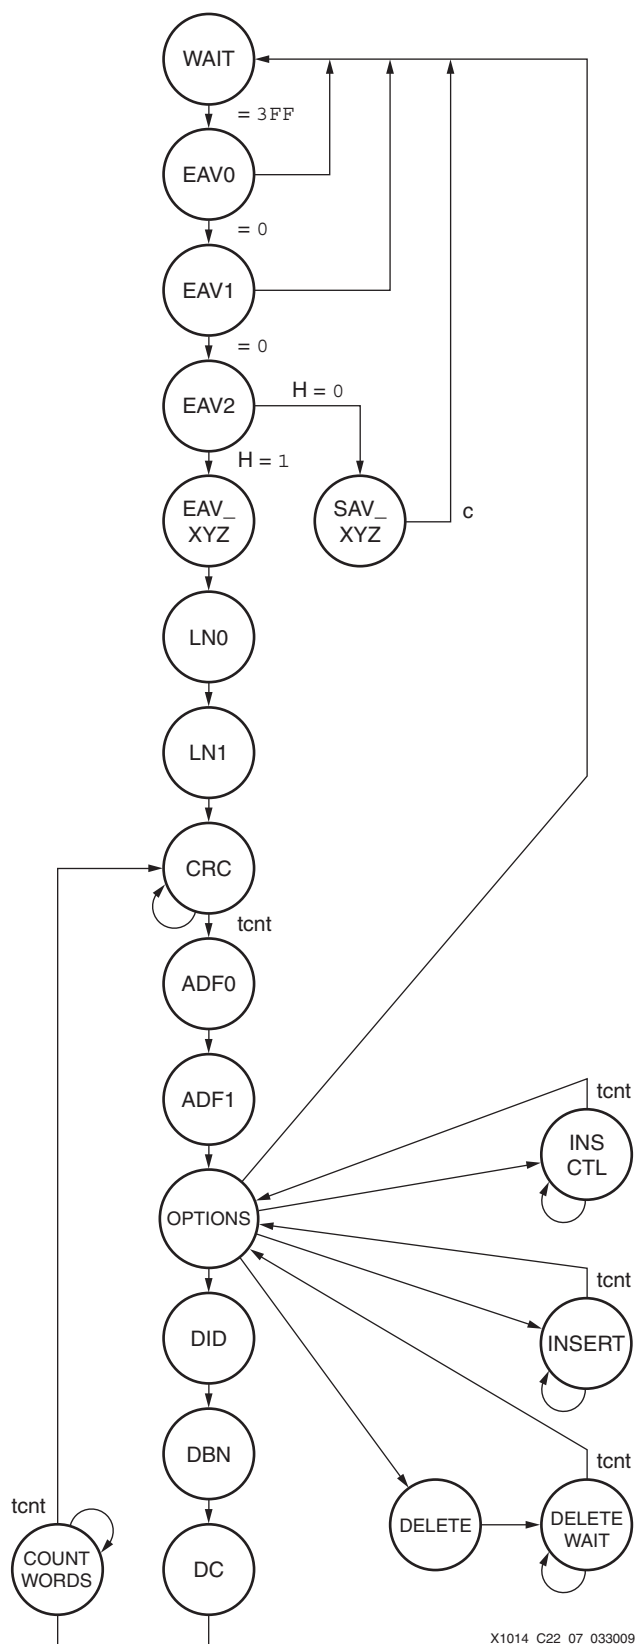 WAIT
= 3FF
EAV0
= 0
EAV1
= 0
EAV2
H = 0
H = 1
EAV_
XYZ
SAV_
XYZ
c
LN0
LN1
CRC
tcnt
ADF0
ADF1
tcnt
INS
CTL
OPTIONS
tcnt
DID
INSERT
DBN
tcnt
tcnt
DELETE
DELETE
WAIT
COUNT
WORDS
DC
X1014_C22_07_033009